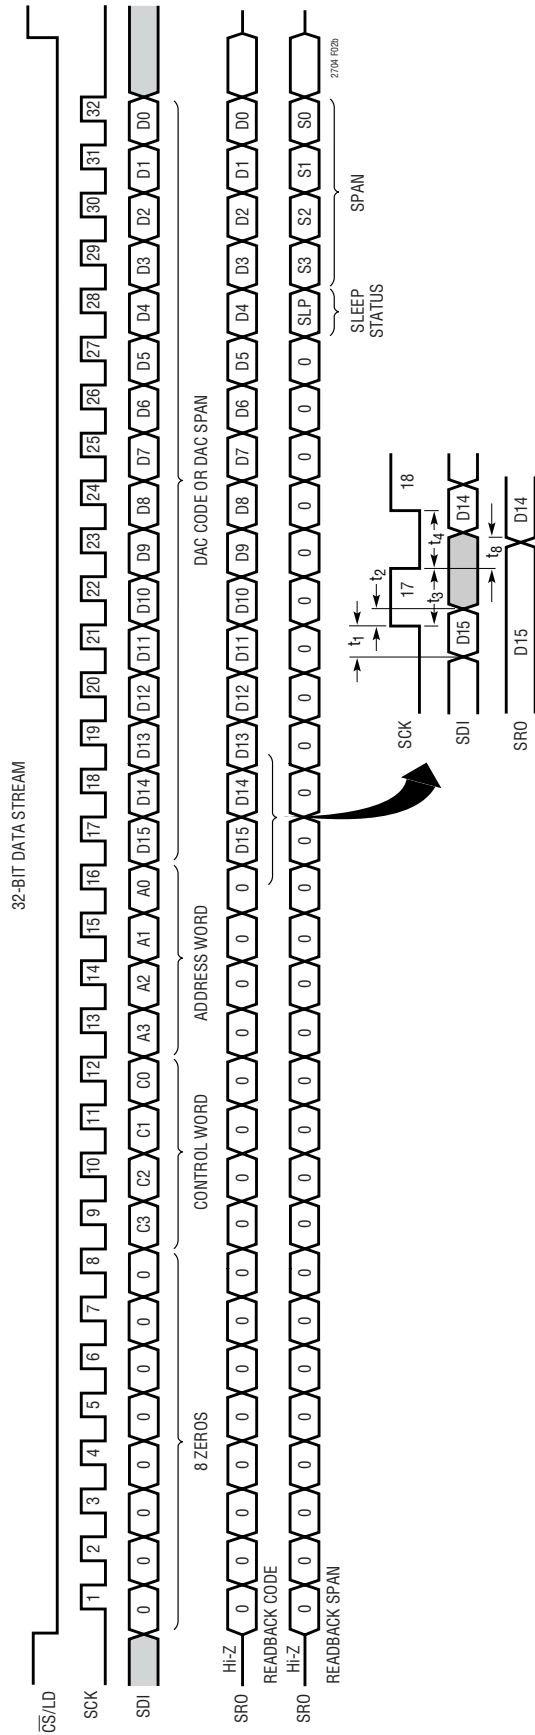 32-BIT DATA STREAM
CS/LD
SCK 1 2 3 4 5 6 7 8 9 10 11 12 13 14 15 16 17 18 19 20 21 22 23 24 25 26 27 28 29 30 31 32
SDI 0 0 0 0 0 0 0 0 C3 C2 C1 C0 A3 A2 A1 A0 D15 D14 D13 D12 D11 D10 D9 D8 D7 D6 D5 D4 D3 D2 D1 D0
8 ZEROS CONTROL WORD ADDRESS WORD DAC CODE OR DAC SPAN
Hi-Z
SRO 0 0 0 0 0 0 0 0 0 0 0 0 0 0 0 0 D15 D14 D13 D12 D11 D10 D9 D8 D7 D6 D5 D4 D3 D2 D1 D0
READBACK CODE
Hi-Z
SRO 0 0 0 0 0 0 0 0 0 0 0 0 0 0 0 0 0 0 0 0 0 0 0 0 0 0 0 SLP S3 S2 S1 S0
READBACK SPAN
SLEEP STATUS
SPAN
2704 F02b
t1
t2
t3
t4
SCK 17 18
SDI D15 D14
t8
SRO D15 D14